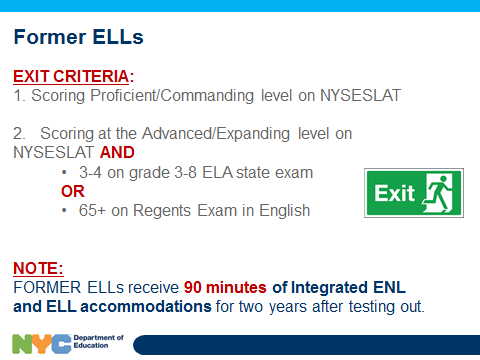 Former ELLs
EXIT CRITERIA:
1. Scoring Proficient/Commanding level on NYSESLAT
2. Scoring at the Advanced/Expanding level on
NYSESLAT AND
• 3-4 on grade 3-8 ELA state exam
OR
• 65+ on Regents Exam in English
Exit
NOTE:
FORMER ELLs receive 90 minutes of Integrated ENL
and ELL accommodations for two years after testing out.
NYC Department of
Education